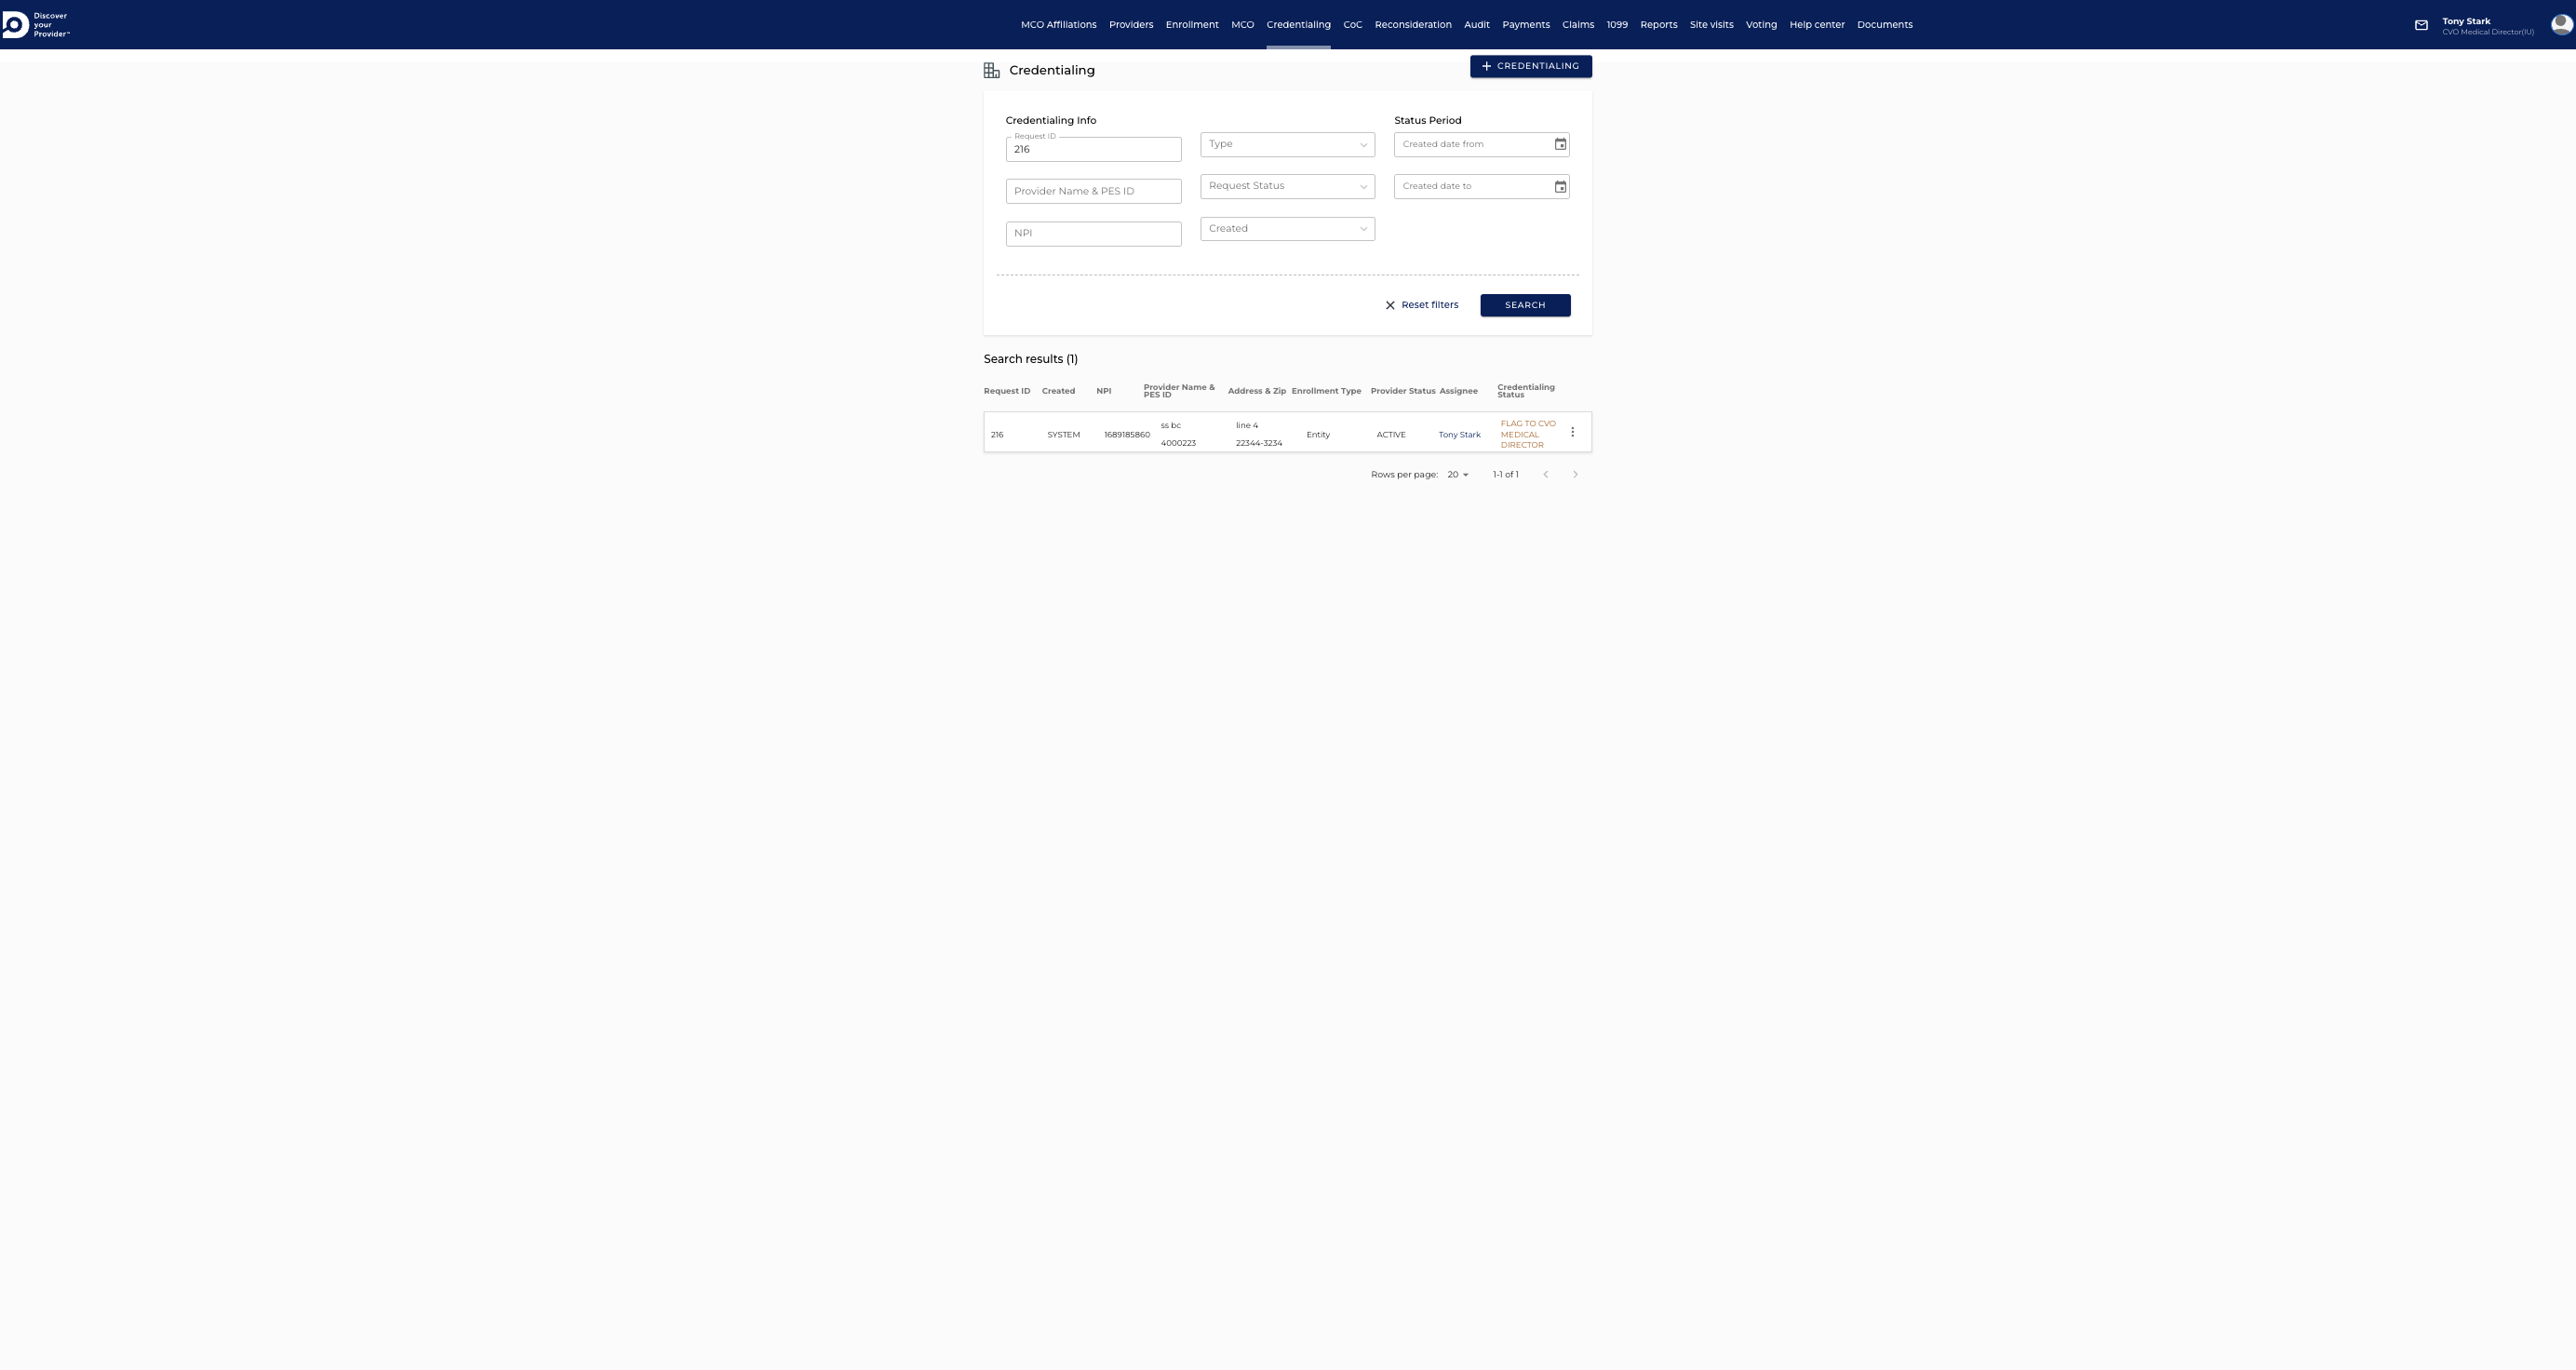 Discover
your
Provider™
MCO Affiliations Providers Enrollment MCO Credentialing CoC Reconsideration Audit Payments Claims 1099 Reports Site visits Voting Help center Documents
Tony Stark
CVO Medical Director(IU)
Credentialing
CREDENTIALING
Credentialing Info
Status Period
Request ID
216
Type
Created date from
Provider Name & PES ID
Request Status
Created date to
NPI
Created
Reset filters
SEARCH
Search results (1)
Request ID Created NPI Provider Name & PES ID Address & Zip Enrollment Type Provider Status Assignee Credentialing Status
216 SYSTEM 1689185860 ss bc 4000223 line 4 22344-3234 Entity ACTIVE Tony Stark FLAG TO CVO MEDICAL DIRECTOR
Rows per page: 20 1-1 of 1